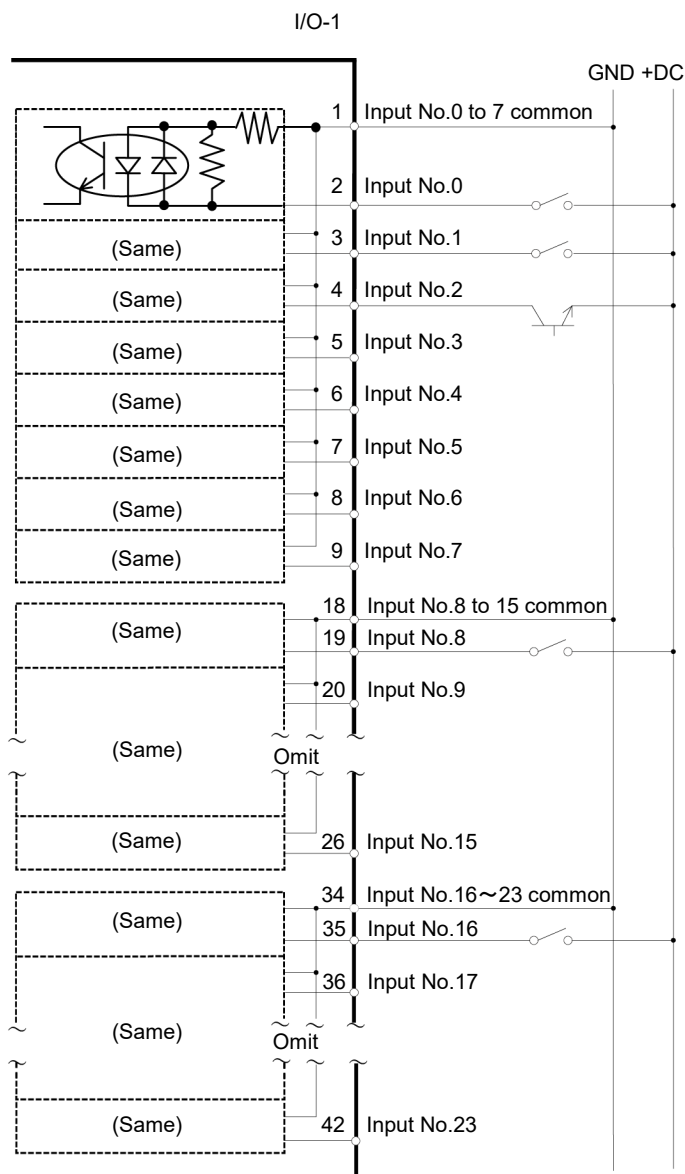 I/O-1
GND +DC
1 Input No.0 to 7 common
2 Input No.0
(Same) 3 Input No.1
(Same) 4 Input No.2
(Same) 5 Input No.3
(Same) 6 Input No.4
(Same) 7 Input No.5
(Same) 8 Input No.6
(Same) 9 Input No.7
18 Input No.8 to 15 common
(Same)
19 Input No.8
20 Input No.9
(Same)
Omit
(Same) 26 Input No.15
34 Input No.16～23 common
(Same)
35 Input No.16
36 Input No.17
(Same)
Omit
(Same) 42 Input No.23